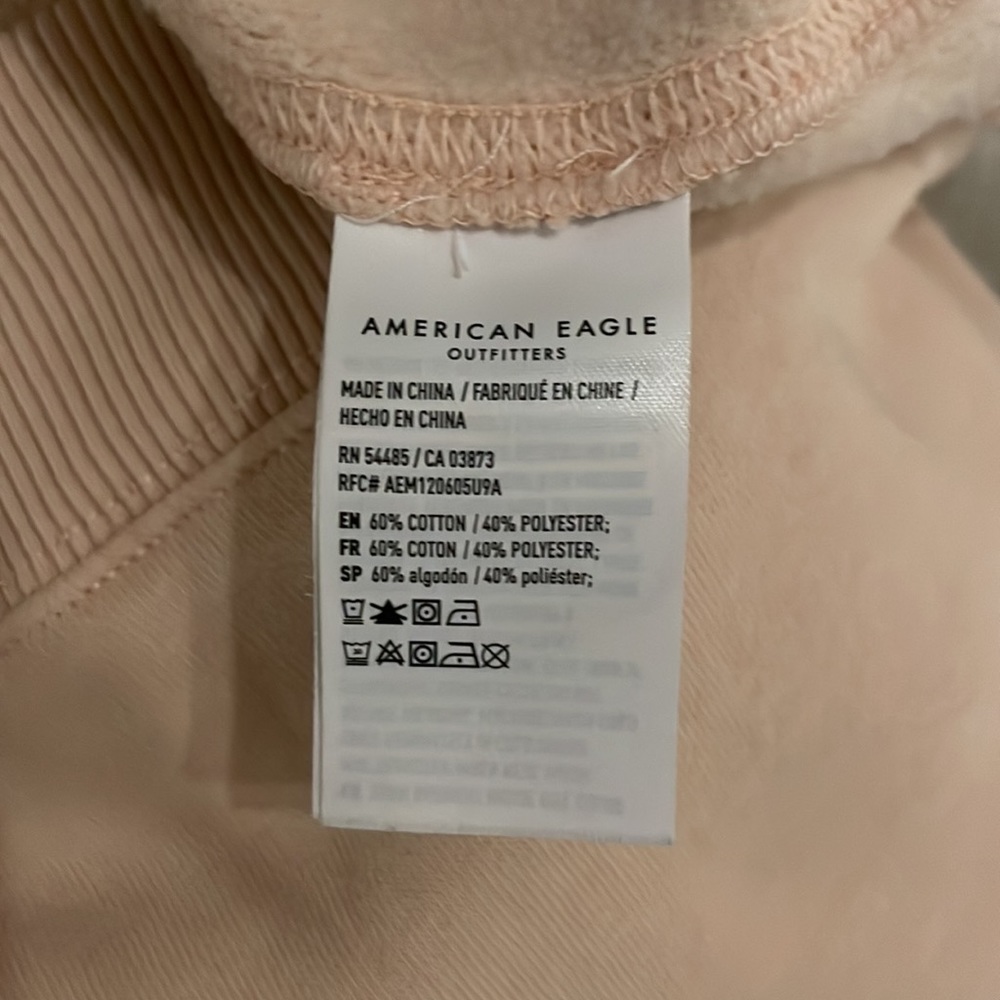 AMERICAN EAGLE
OUTFITTERS
MADE IN CHINA / FABRIQUÉ EN CHINE /
HECHO EN CHINA
RN 54485 / CA 03873
RFC# AEM120605U9A
EN 60% COTTON / 40% POLYESTER;
FR 60% COTON / 40% POLYESTER;
SP 60% algodón / 40% poliéster;